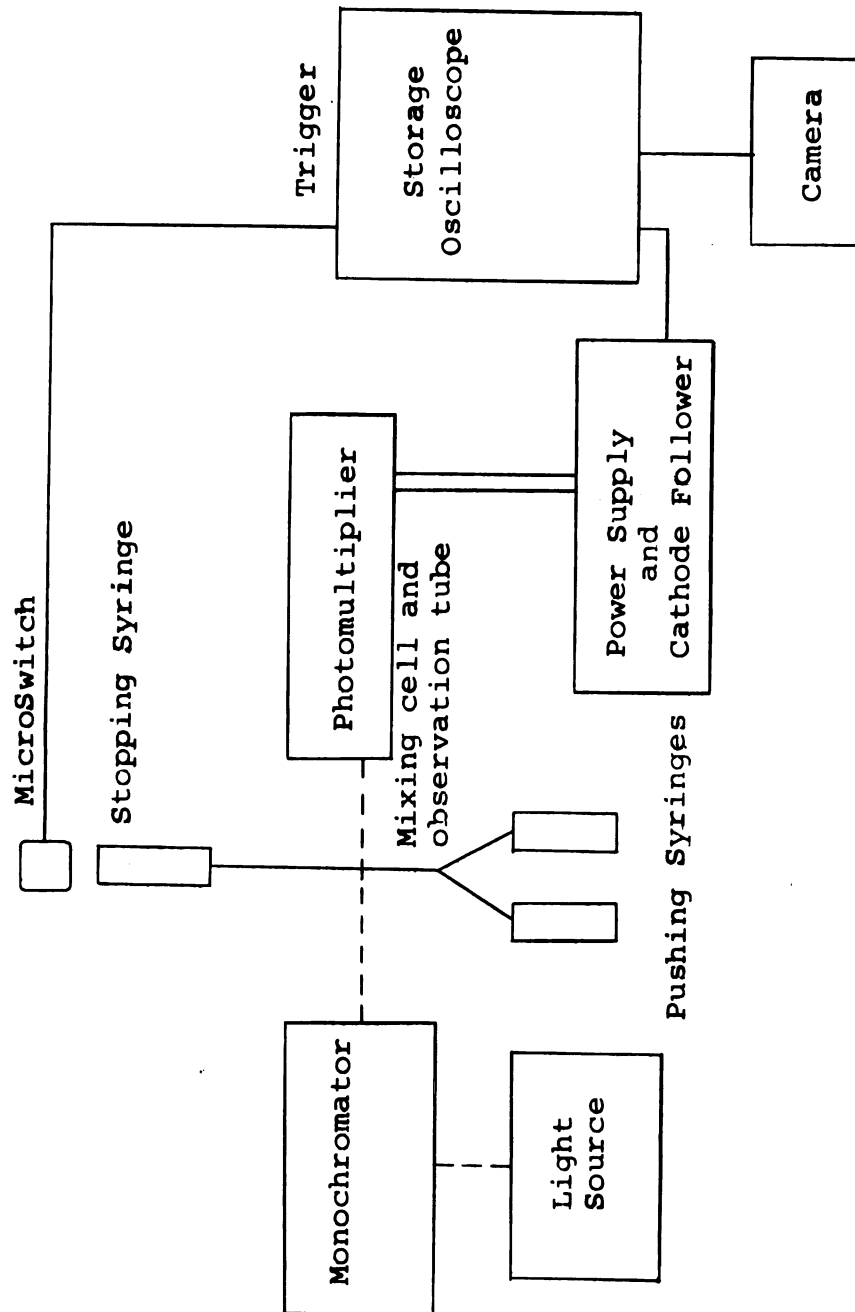 MicroSwitch
Stopping Syringe
Trigger
Storage
Oscilloscope
Photomultiplier
Mixing cell and
observation tube
Monochromator
Light
Source
Pushing Syringes
Power Supply
and
Cathode Follower
Camera